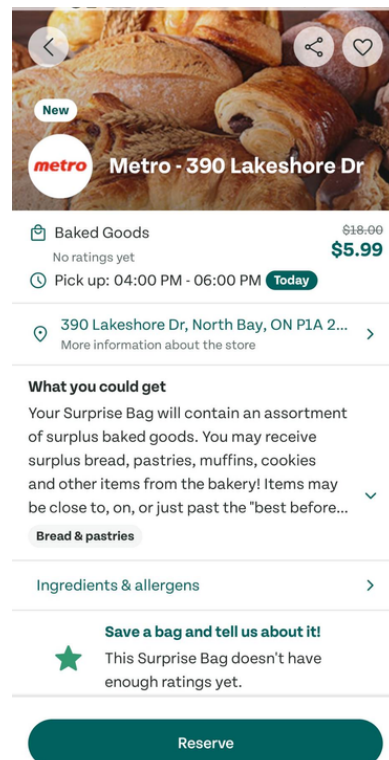 New
metro
Metro - 390 Lakeshore Dr
Baked Goods
$18.00
No ratings yet
$5.99
Pick up: 04:00 PM - 06:00 PM Today
390 Lakeshore Dr, North Bay, ON P1A 2...
More information about the store
What you could get
Your Surprise Bag will contain an assortment
of surplus baked goods. You may receive
surplus bread, pastries, muffins, cookies
and other items from the bakery! Items may
be close to, on, or just past the "best before...
Bread & pastries
Ingredients & allergens
Save a bag and tell us about it!
This Surprise Bag doesn't have
enough ratings yet.
Reserve